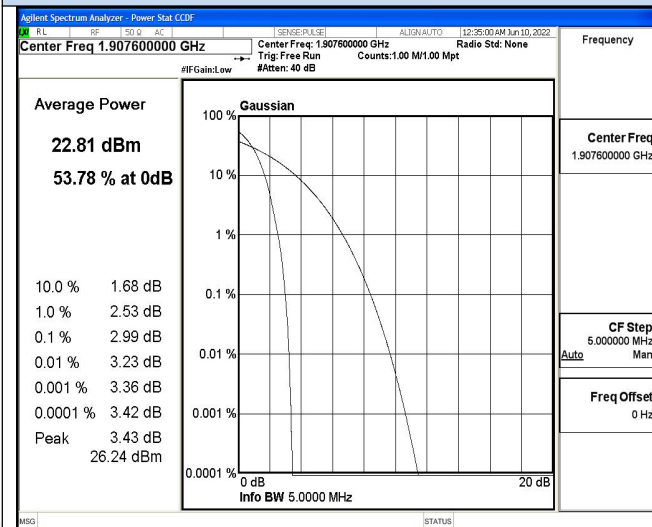 Agilent Spectrum Analyzer - Power Stat CCDF
LXI RL RF 50 Ω AC SENSE:PULSE ALIGNAUTO 12:35:00 AM Jun 10, 2022
Center Freq 1.907600000 GHz
Center Freq: 1.907600000 GHz Radio Std: None
Trig: Free Run Counts:1.00 M/1.00 Mpt
#IFGain:Low #Atten: 40 dB
Frequency
Average Power
22.81 dBm
53.78 % at 0dB
10.0 % 1.68 dB
1.0 % 2.53 dB
0.1 % 2.99 dB
0.01 % 3.23 dB
0.001 % 3.36 dB
0.0001 % 3.42 dB
Peak 3.43 dB
26.24 dBm
Gaussian
100 %
10 %
1 %
0.1 %
0.01 %
0.001 %
0.0001 %
0 dB 20 dB
Info BW 5.0000 MHz
Center Freq
1.907600000 GHz
CF Step
5.000000 MHz
Auto Man
Freq Offset
0 Hz
MSG STATUS